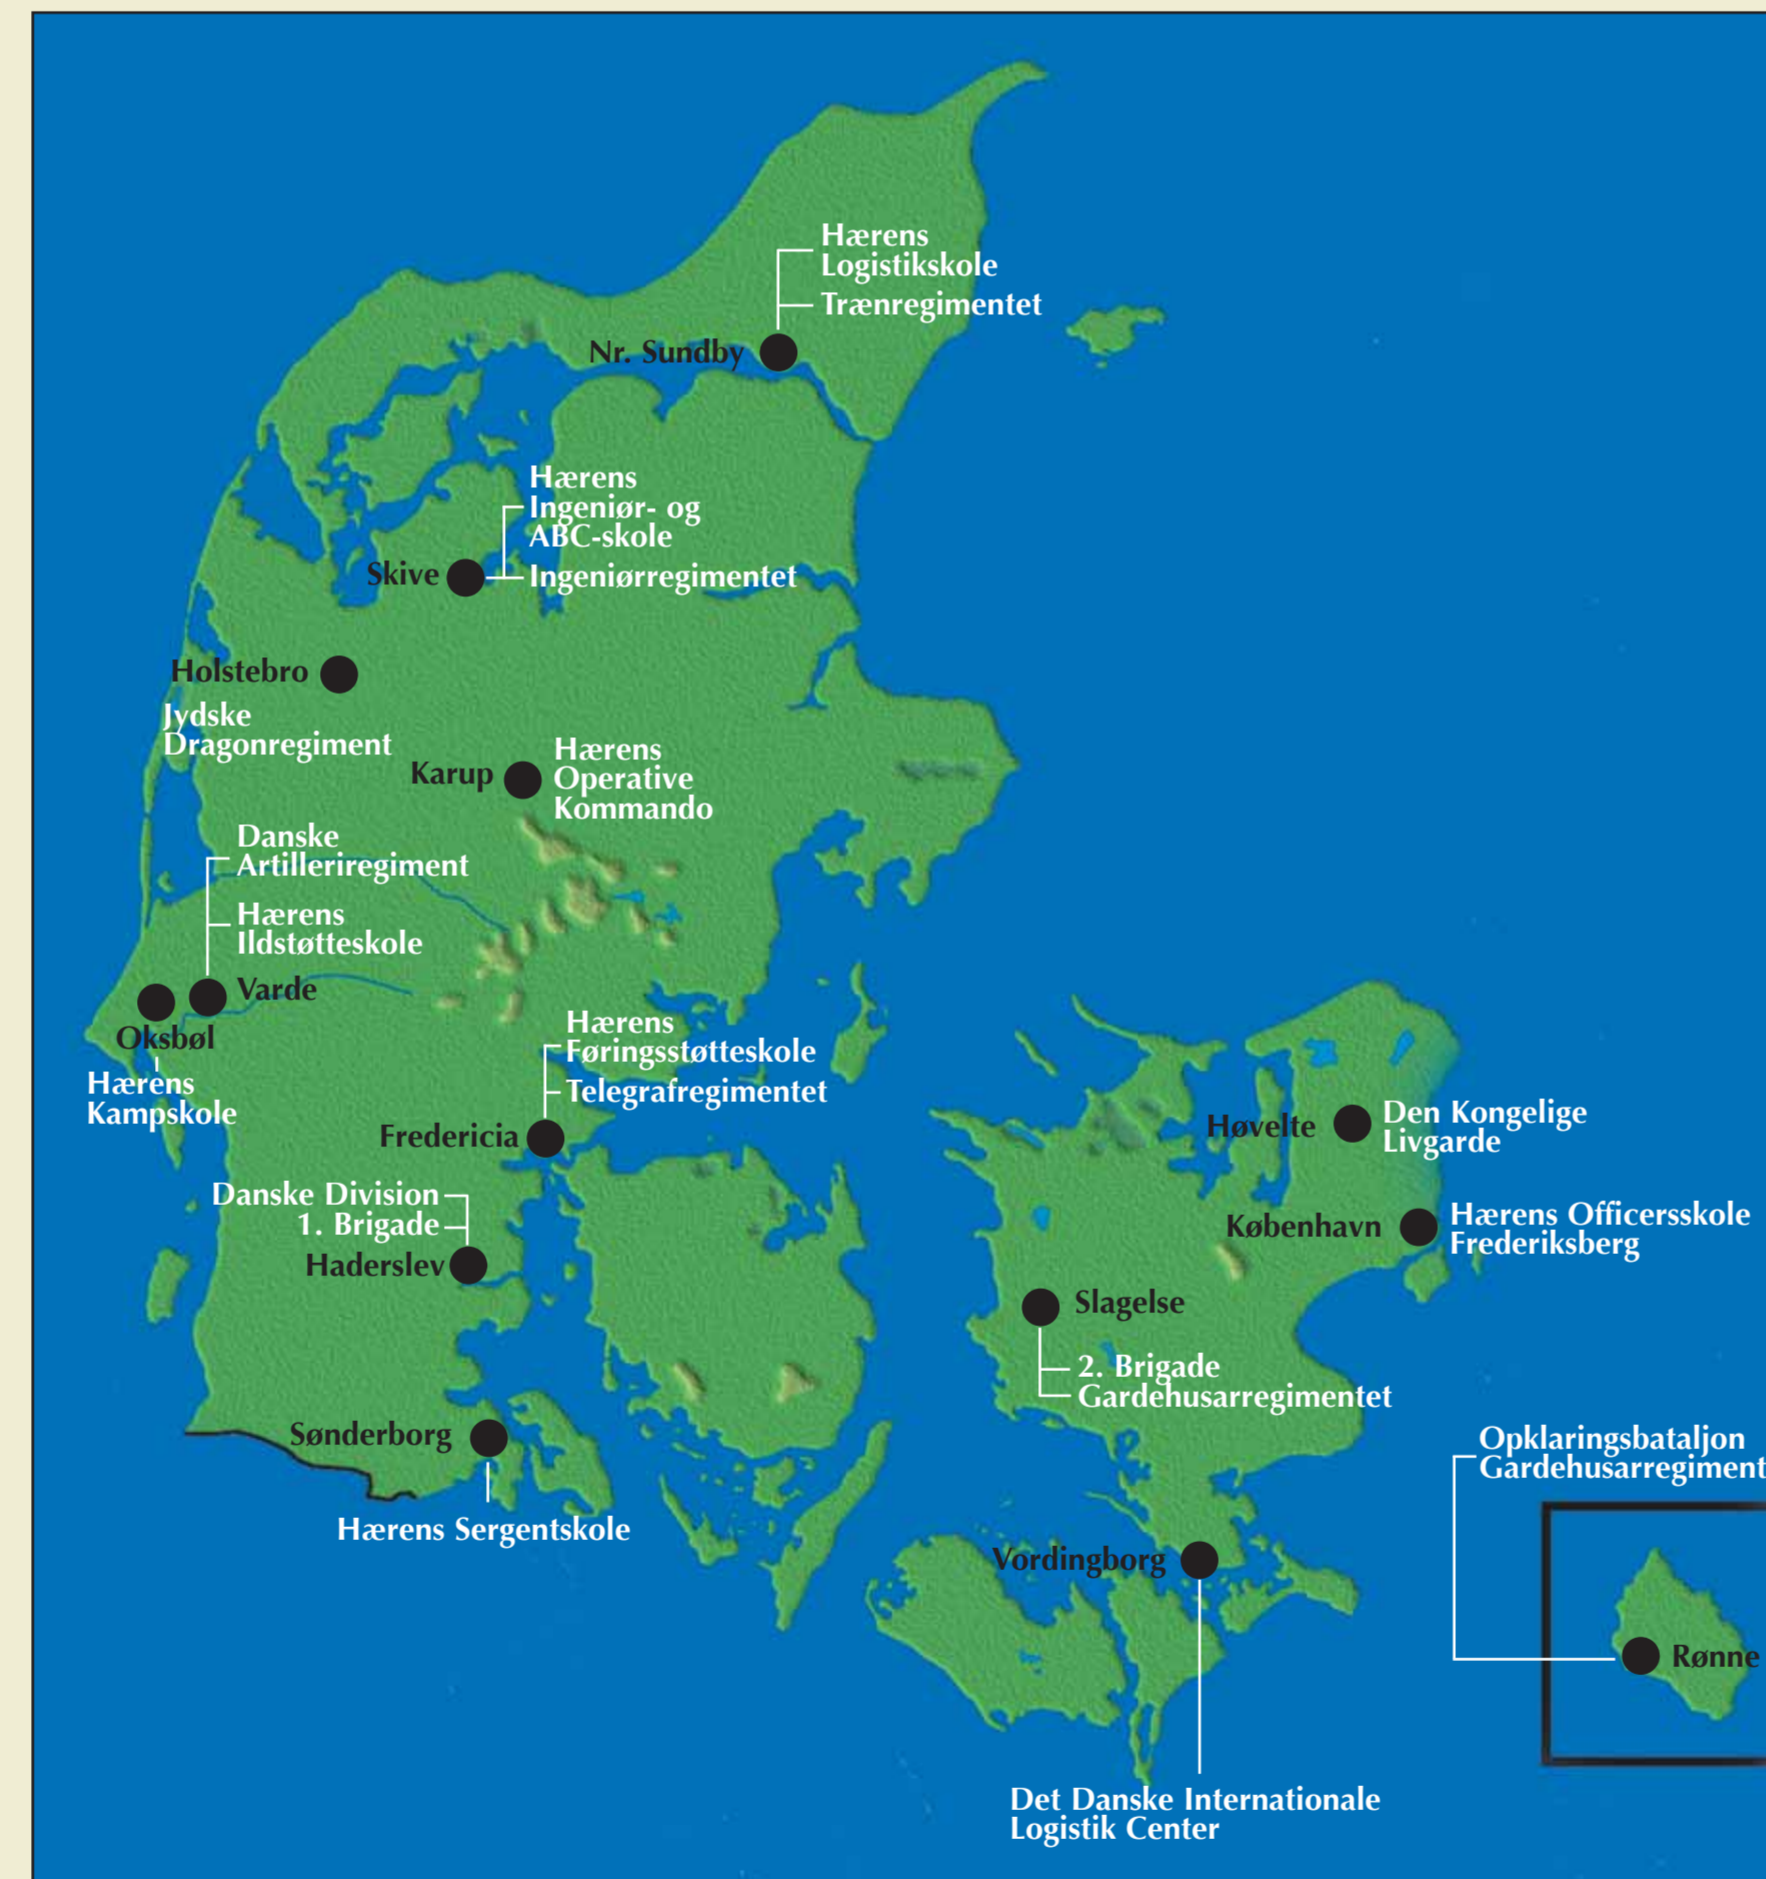 Hærens
Logistikskole
Trænregimentet
Nr. Sundby
Hærens
Ingeniør- og
ABC-skole
Skive
Ingeniørregimentet
Holstebro
Jydske
Dragonregiment
Karup
Hærens
Operative
Kommando
Danske
Artilleriregiment
Hærens
Ildstøtteskole
Varde
Oksbøl
Hærens
Kampskole
Hærens
Føringsstøtteskole
Telegrafregimentet
Fredericia
Danske Division
1. Brigade
Haderslev
Sønderborg
Hærens Sergentskole
Høvelte
Den Kongelige
Livgarde
København
Hærens Officersskole
Frederiksberg
Slagelse
2. Brigade
Gardehusarregimentet
Vordingborg
Det Danske Internationale
Logistik Center
Opklaringsbataljon
Gardehusarregiment
Rønne